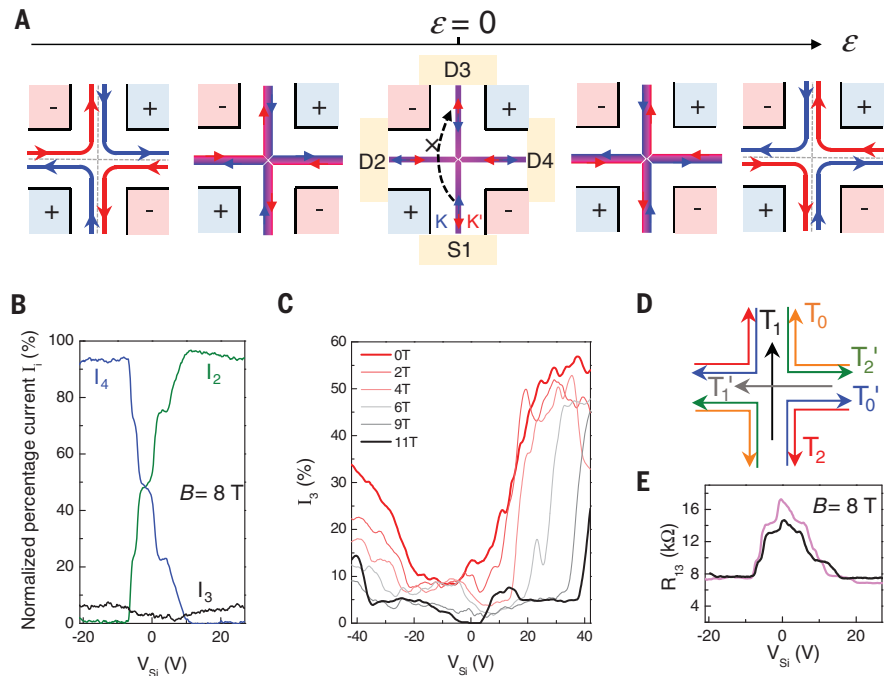 A
ε = 0
ε
D3
- + - + - + - + - +
D2
D4
×
+ - + - + - + - + -
K K'
S1
B
Normalized percentage current I_i (%)
100
80
60
40
20
0
I_4
I_2
B = 8 T
I_3
-20 0 20
V_Si (V)
C
I_3 (%)
60
50
40
30
20
10
0
0T
2T
4T
6T
9T
11T
-40 -20 0 20 40
V_Si (V)
D
T_1
T_0
T_2'
T_1'
T_0'
T_2
E
R_13 (kΩ)
16
12
8
4
B = 8 T
-20 0 20
V_Si (V)